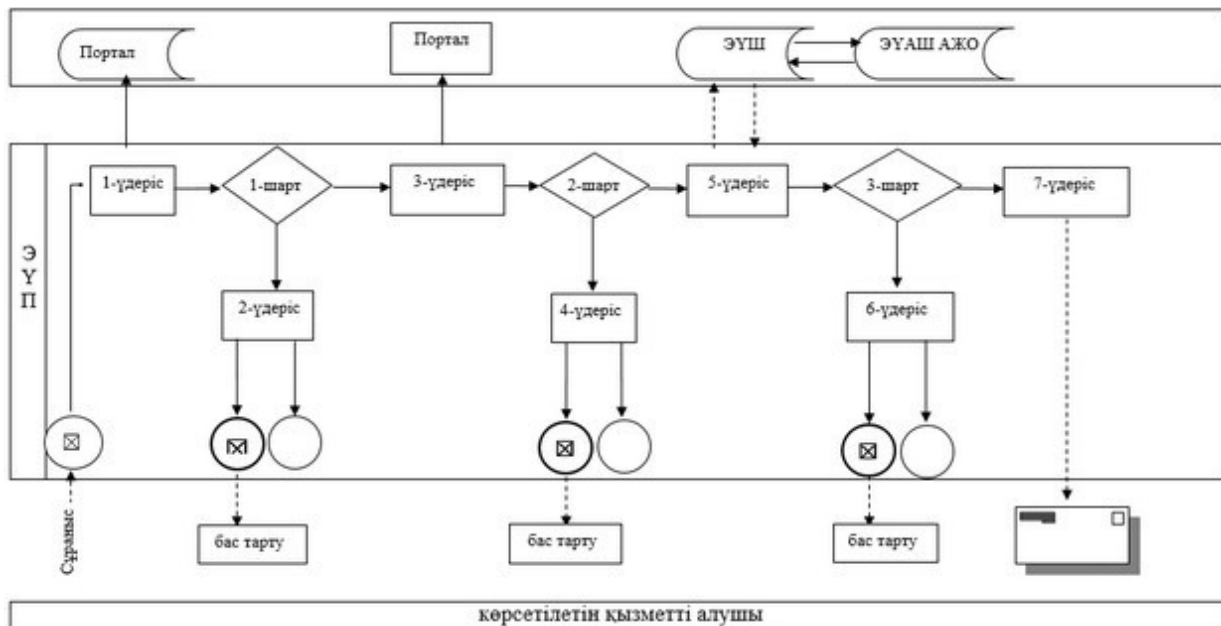 Портал
Портал
ЭҮШ
ЭҮАШ АЖО
1-үдеріс
1-шарт
3-үдеріс
2-шарт
5-үдеріс
3-шарт
7-үдеріс
Э
Ү
П
2-үдеріс
4-үдеріс
6-үдеріс
Сұраныс
бас тарту
бас тарту
бас тарту
көрсетілетін қызметті алушы